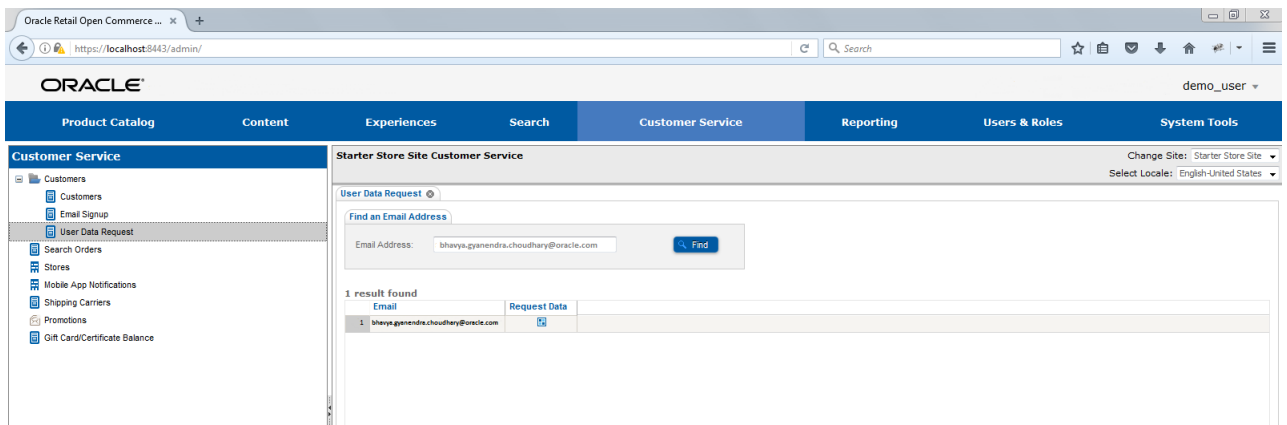 Oracle Retail Open Commerce ... × +
https://localhost:8443/admin/
Search
ORACLE®
demo_user
Product Catalog Content Experiences Search Customer Service Reporting Users & Roles System Tools
Customer Service
Customers
Customers
Email Signup
User Data Request
Search Orders
Stores
Mobile App Notifications
Shipping Carriers
Promotions
Gift Card/Certificate Balance
Starter Store Site Customer Service
Change Site: Starter Store Site
Select Locale: English-United States
User Data Request
Find an Email Address
Email Address: bhavya.gyanendra.choudhary@oracle.com Find
1 result found
Email Request Data
1 bhavya.gyanendra.choudhary@oracle.com